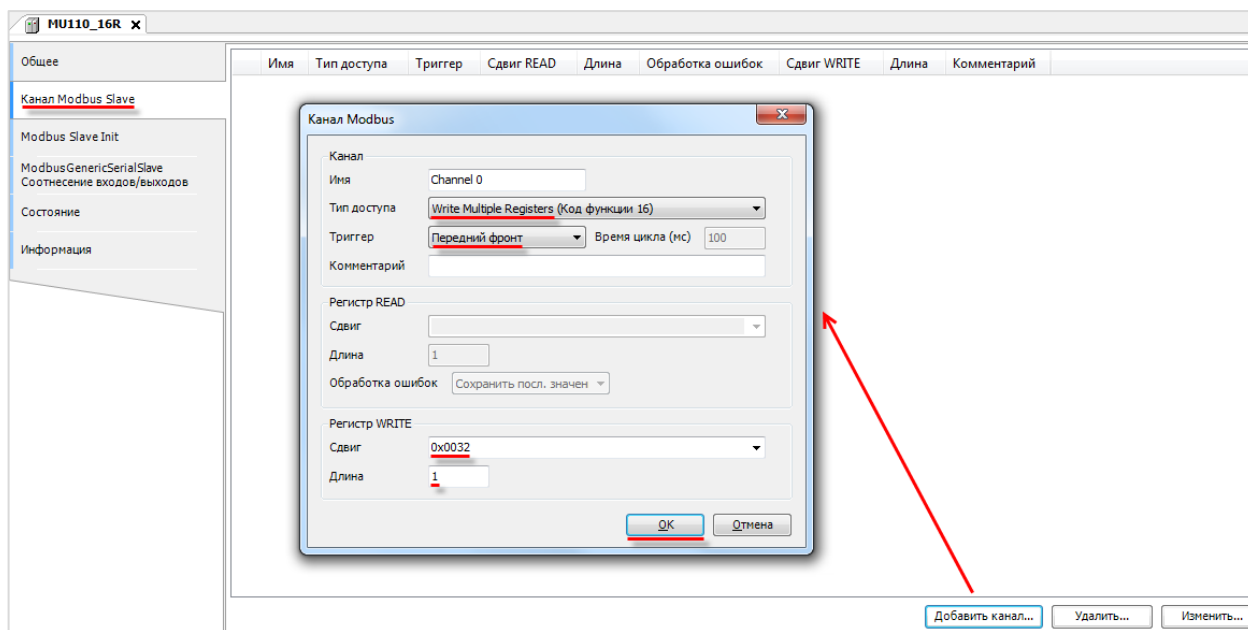 MU110_16R X
Общее
Канал Modbus Slave
Modbus Slave Init
ModbusGenericSerialSlave
Соотнесение входов/выходов
Состояние
Информация
Имя Тип доступа Триггер Сдвиг READ Длина Обработка ошибок Сдвиг WRITE Длина Комментарий
Канал Modbus
Канал
Имя Channel 0
Тип доступа Write Multiple Registers (Код функции 16)
Триггер Передний фронт Время цикла (мс) 100
Комментарий
Регистр READ
Сдвиг
Длина 1
Обработка ошибок Сохранить посл. значен
Регистр WRITE
Сдвиг 0x0032
Длина 1
OK Отмена
Добавить канал... Удалить... Изменить...